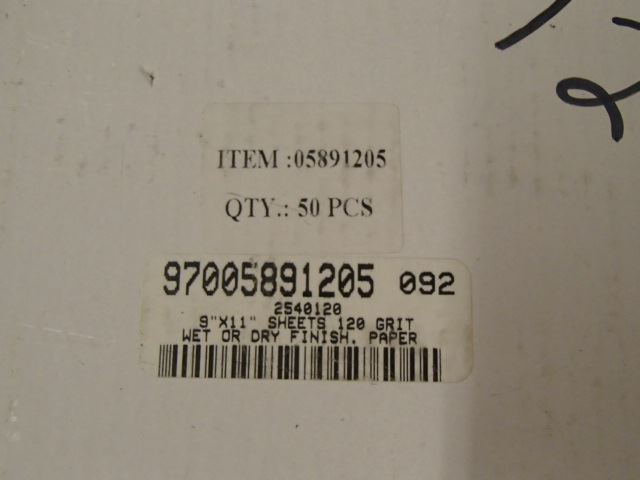 ITEM :05891205
QTY.: 50 PCS
97005891205 092
2540120
9"X11" SHEETS 120 GRIT
WET OR DRY FINISH. PAPER